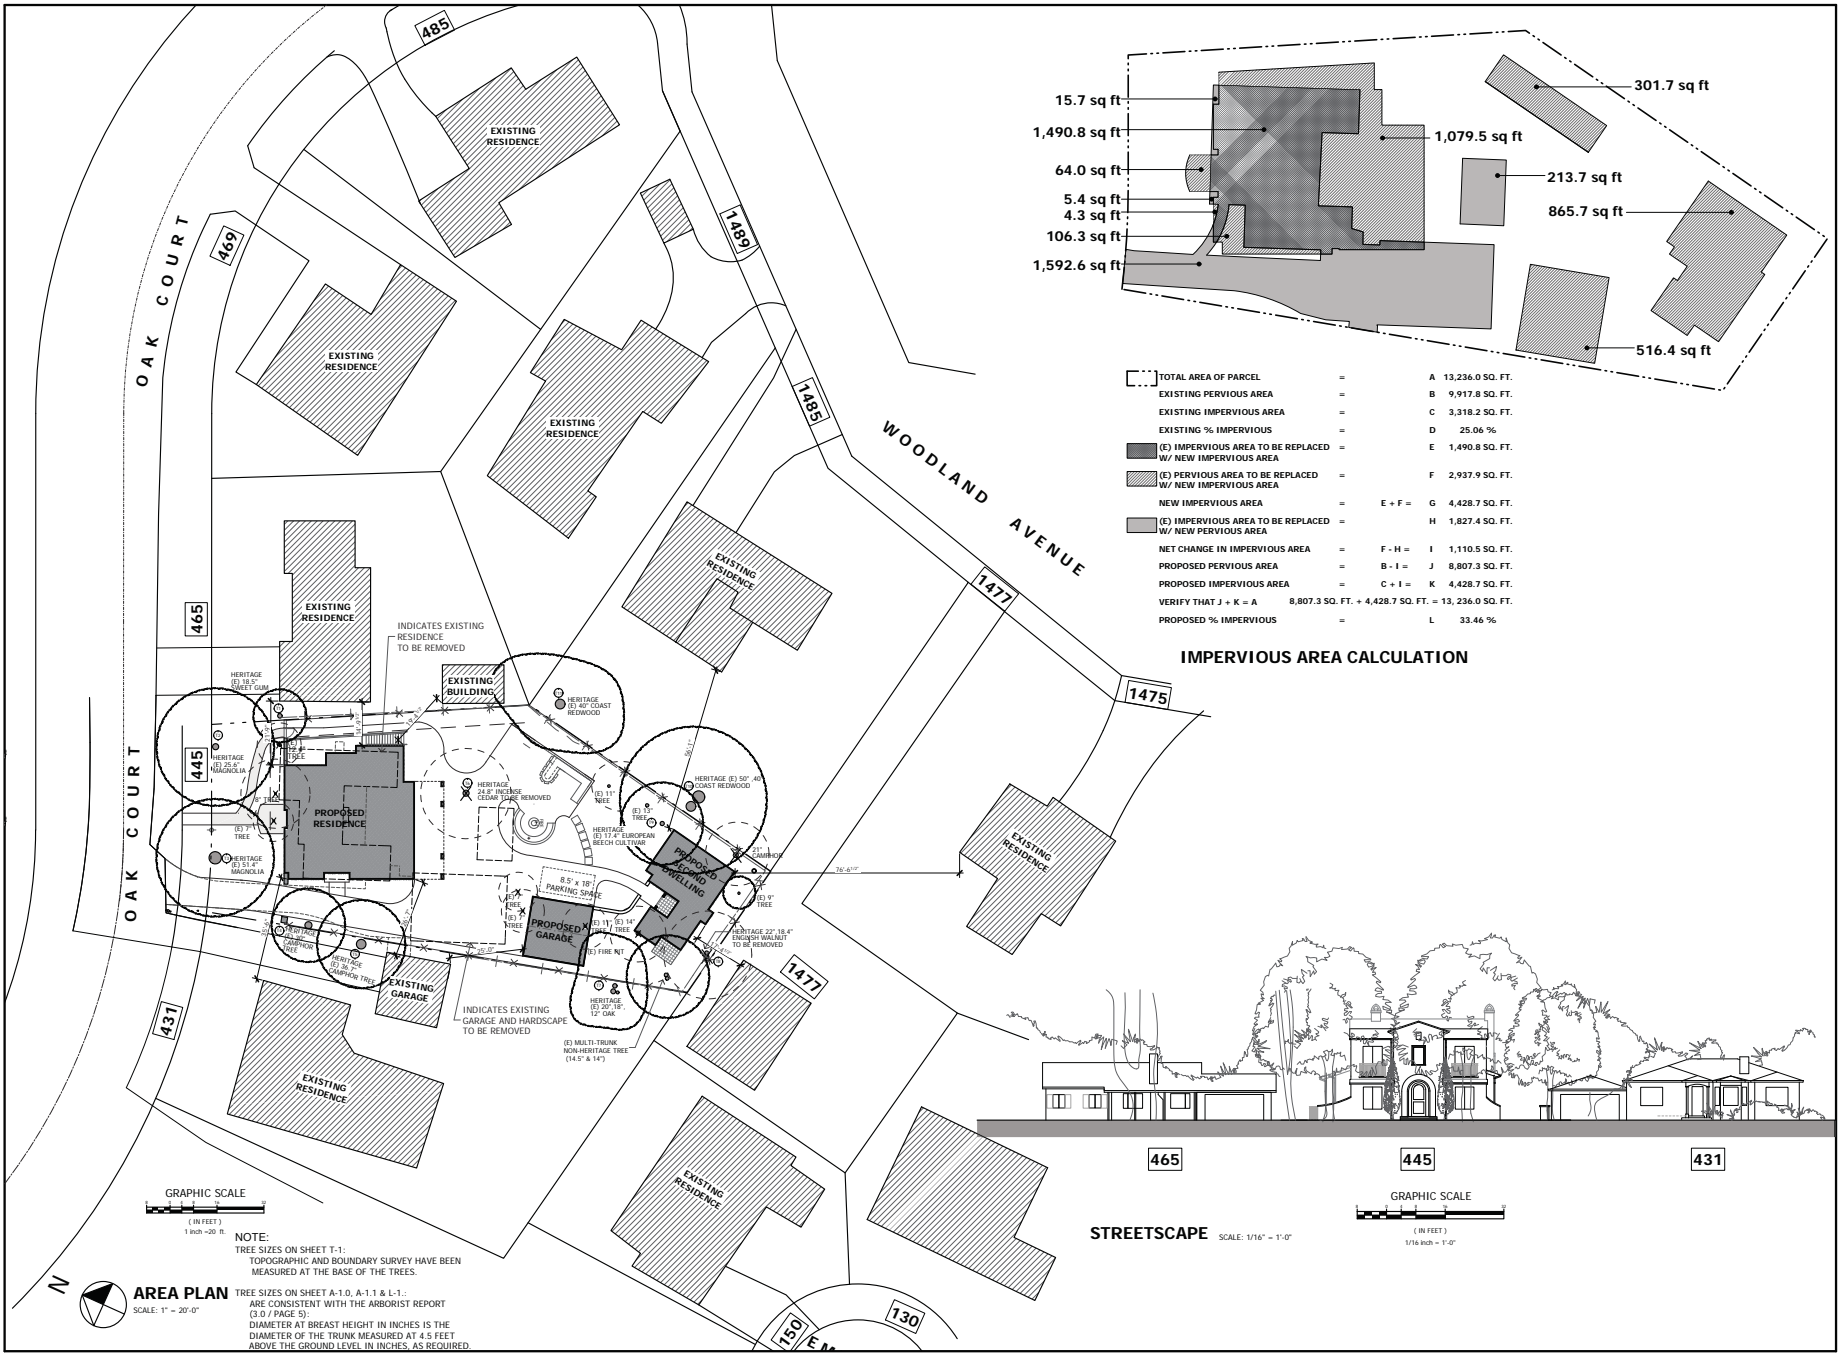 485
EXISTING
RESIDENCE
OAK COURT
469
1489
EXISTING
RESIDENCE
EXISTING
RESIDENCE
1485
WOODLAND AVENUE
EXISTING
RESIDENCE
1477
1475
465
EXISTING
RESIDENCE
INDICATES EXISTING
RESIDENCE
TO BE REMOVED
EXISTING
BUILDING
HERITAGE
(E) 18.5"
SWEET GUM
HERITAGE
(E) 40" COAST
REDWOOD
445
HERITAGE
(E) 25.6"
MAGNOLIA
TREE
8" TREE
(E) 7"
TREE
PROPOSED
RESIDENCE
HERITAGE
24.8" INCENSE
CEDAR TO BE REMOVED
(E) 11"
TREE
(E) 13"
TREE
HERITAGE
(E) 17.4" EUROPEAN
BEECH CULTIVAR
HERITAGE (E) 50" ,40"
COAST REDWOOD
56'-1"
21"
CAMPHOR
76'-6½"
OAK COURT
HERITAGE
(E) 51.4"
MAGNOLIA
8.5' x 18'
PARKING SPACE
PROPOSED
SECOND
DWELLING
(E) 9"
TREE
(E) 7"
TREE
(E) 7"
TREE
PROPOSED
GARAGE
(E) 11"
TREE
(E) 14"
TREE
HERITAGE 22",18.4"
ENGLISH WALNUT
TO BE REMOVED
HERITAGE
CAMPHOR
TREE
HERITAGE
(E) 36.7"
CAMPHOR TREE
25'-0"
EXISTING
GARAGE
HERITAGE
(E) 20",18",
12" OAK
EXISTING
RESIDENCE
1477
431
INDICATES EXISTING
GARAGE AND HARDSCAPE
TO BE REMOVED
(E) MULTI-TRUNK
NON-HERITAGE TREE
(14.5" & 14")
EXISTING
RESIDENCE
EXISTING
RESIDENCE
150
130
GRAPHIC SCALE
( IN FEET )
1 inch =20 ft.
N
AREA PLAN
SCALE: 1" = 20'-0"
NOTE:
TREE SIZES ON SHEET T-1:
TOPOGRAPHIC AND BOUNDARY SURVEY HAVE BEEN
MEASURED AT THE BASE OF THE TREES.
TREE SIZES ON SHEET A-1.0, A-1.1 & L-1.:
ARE CONSISTENT WITH THE ARBORIST REPORT
(3.0 / PAGE 5):
DIAMETER AT BREAST HEIGHT IN INCHES IS THE
DIAMETER OF THE TRUNK MEASURED AT 4.5 FEET
ABOVE THE GROUND LEVEL IN INCHES, AS REQUIRED.
15.7 sq ft
1,490.8 sq ft
64.0 sq ft
5.4 sq ft
4.3 sq ft
106.3 sq ft
1,592.6 sq ft
301.7 sq ft
1,079.5 sq ft
213.7 sq ft
865.7 sq ft
516.4 sq ft
TOTAL AREA OF PARCEL = A 13,236.0 SQ. FT.
EXISTING PERVIOUS AREA = B 9,917.8 SQ. FT.
EXISTING IMPERVIOUS AREA = C 3,318.2 SQ. FT.
EXISTING % IMPERVIOUS = D 25.06 %
(E) IMPERVIOUS AREA TO BE REPLACED = E 1,490.8 SQ. FT.
W/ NEW IMPERVIOUS AREA
(E) PERVIOUS AREA TO BE REPLACED = F 2,937.9 SQ. FT.
W/ NEW IMPERVIOUS AREA
NEW IMPERVIOUS AREA = E + F = G 4,428.7 SQ. FT.
(E) IMPERVIOUS AREA TO BE REPLACED = H 1,827.4 SQ. FT.
W/ NEW PERVIOUS AREA
NET CHANGE IN IMPERVIOUS AREA = F - H = I 1,110.5 SQ. FT.
PROPOSED PERVIOUS AREA = B - I = J 8,807.3 SQ. FT.
PROPOSED IMPERVIOUS AREA = C + I = K 4,428.7 SQ. FT.
VERIFY THAT J + K = A 8,807.3 SQ. FT. + 4,428.7 SQ. FT. = 13, 236.0 SQ. FT.
PROPOSED % IMPERVIOUS = L 33.46 %
IMPERVIOUS AREA CALCULATION
465
445
431
STREETSCAPE SCALE: 1/16" = 1'-0"
GRAPHIC SCALE
( IN FEET )
1/16 inch = 1'-0"